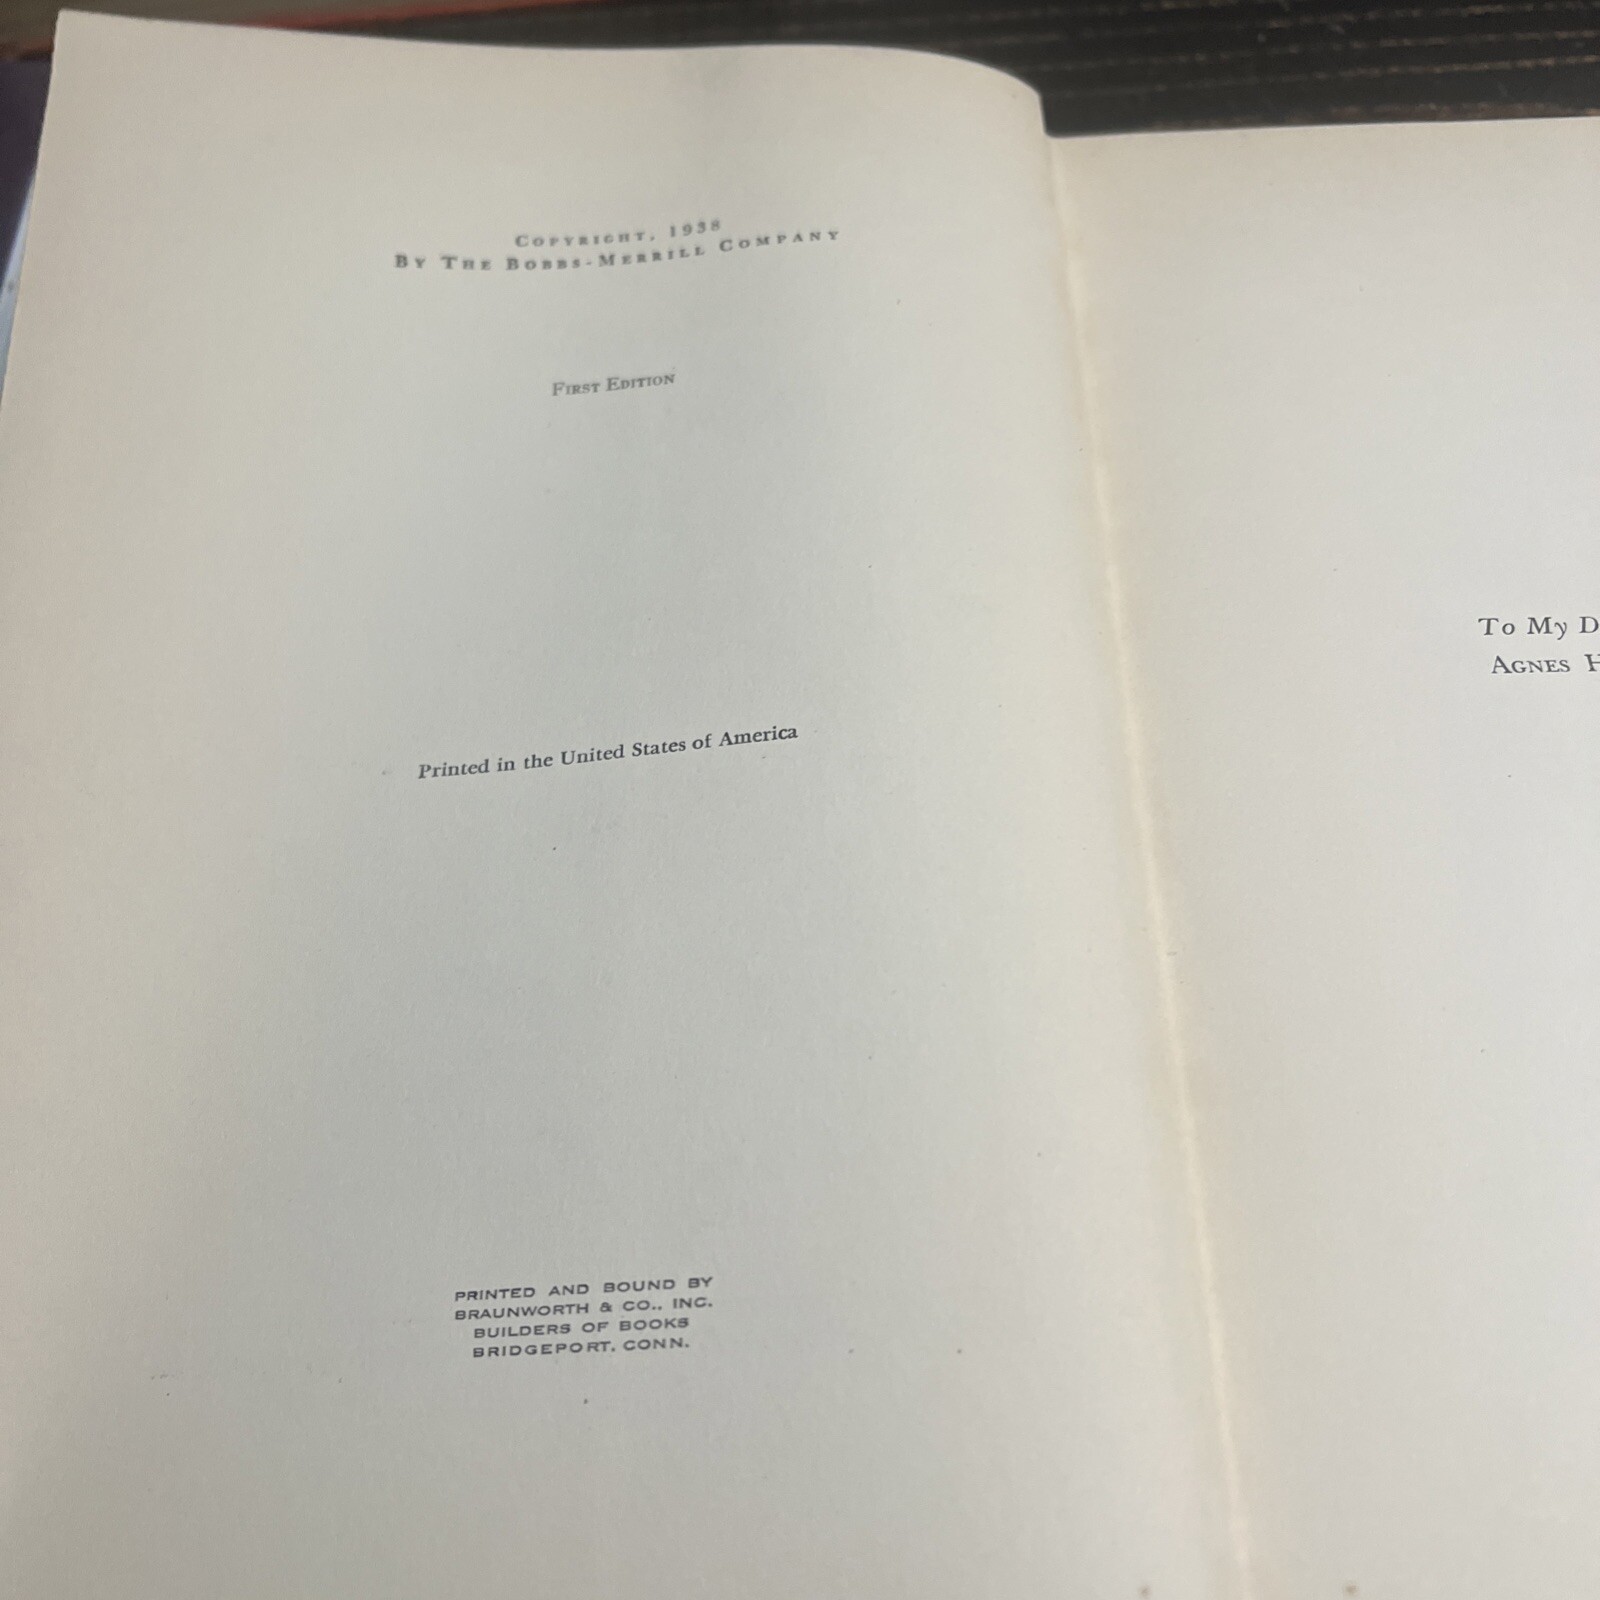 COPYRIGHT, 1938
BY THE BOBBS-MERRILL COMPANY
FIRST EDITION
Printed in the United States of America
PRINTED AND BOUND BY
BRAUNWORTH & CO., INC.
BUILDERS OF BOOKS
BRIDGEPORT, CONN.
To My D
AGNES H